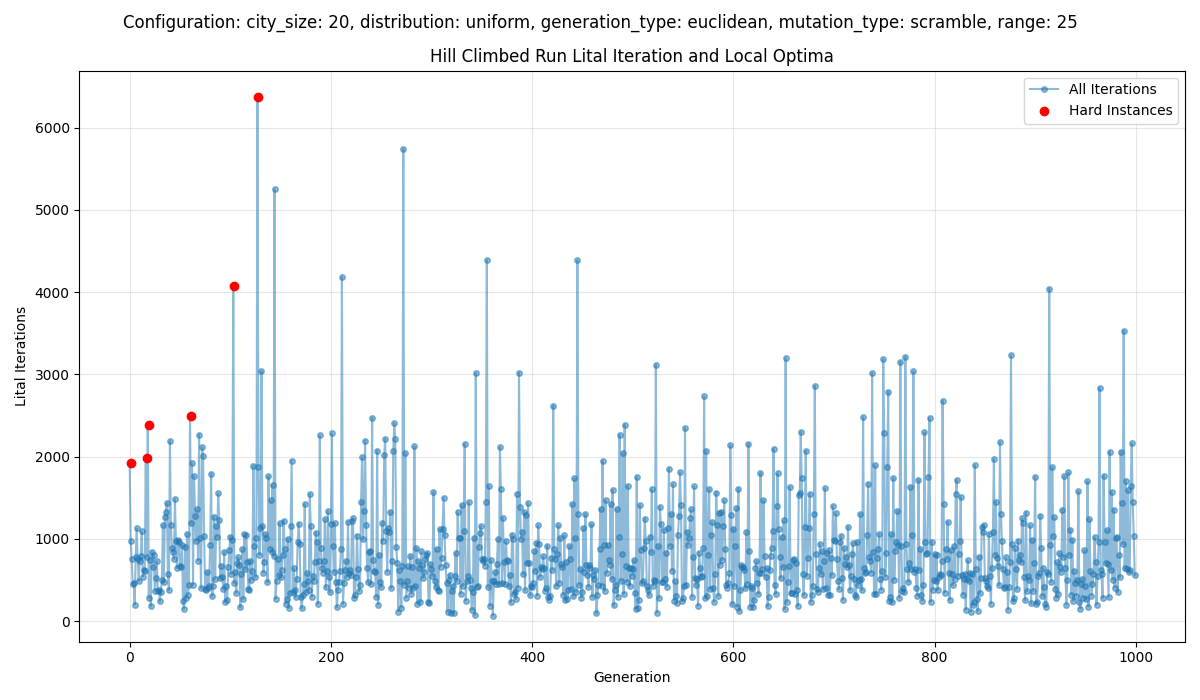 Configuration: city_size: 20, distribution: uniform, generation_type: euclidean, mutation_type: scramble, range: 25
Hill Climbed Run Lital Iteration and Local Optima
All Iterations
Hard Instances
6000
5000
4000
3000
2000
1000
0
Lital Iterations
0
200
400
600
800
1000
Generation